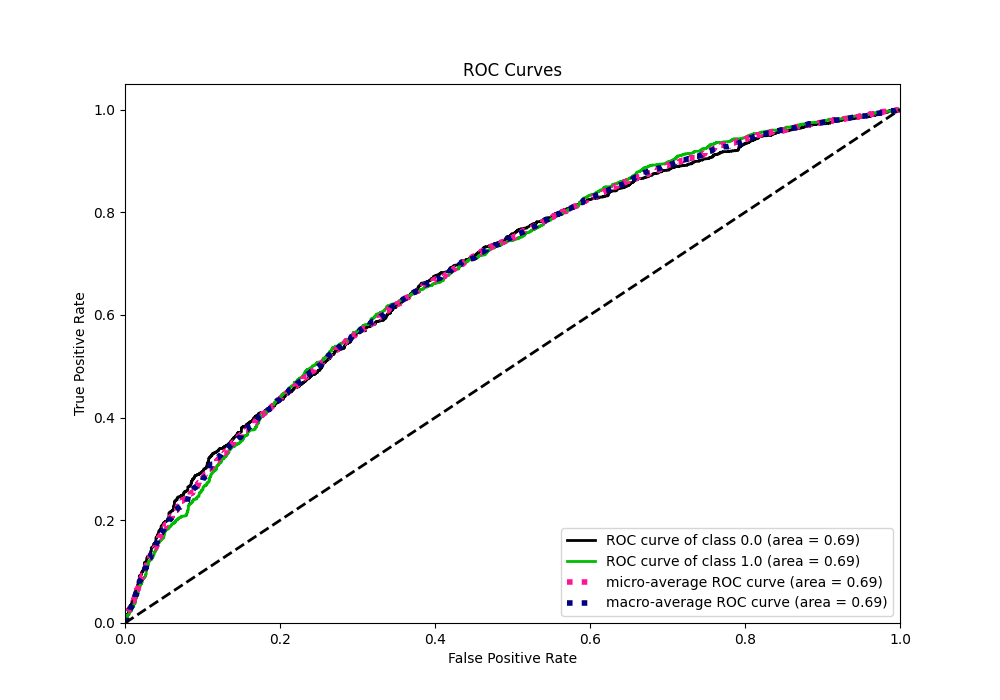 ROC Curves
True Positive Rate
1.0
0.8
0.6
0.4
0.2
0.0
0.0 0.2 0.4 0.6 0.8 1.0
False Positive Rate
ROC curve of class 0.0 (area = 0.69)
ROC curve of class 1.0 (area = 0.69)
micro-average ROC curve (area = 0.69)
macro-average ROC curve (area = 0.69)